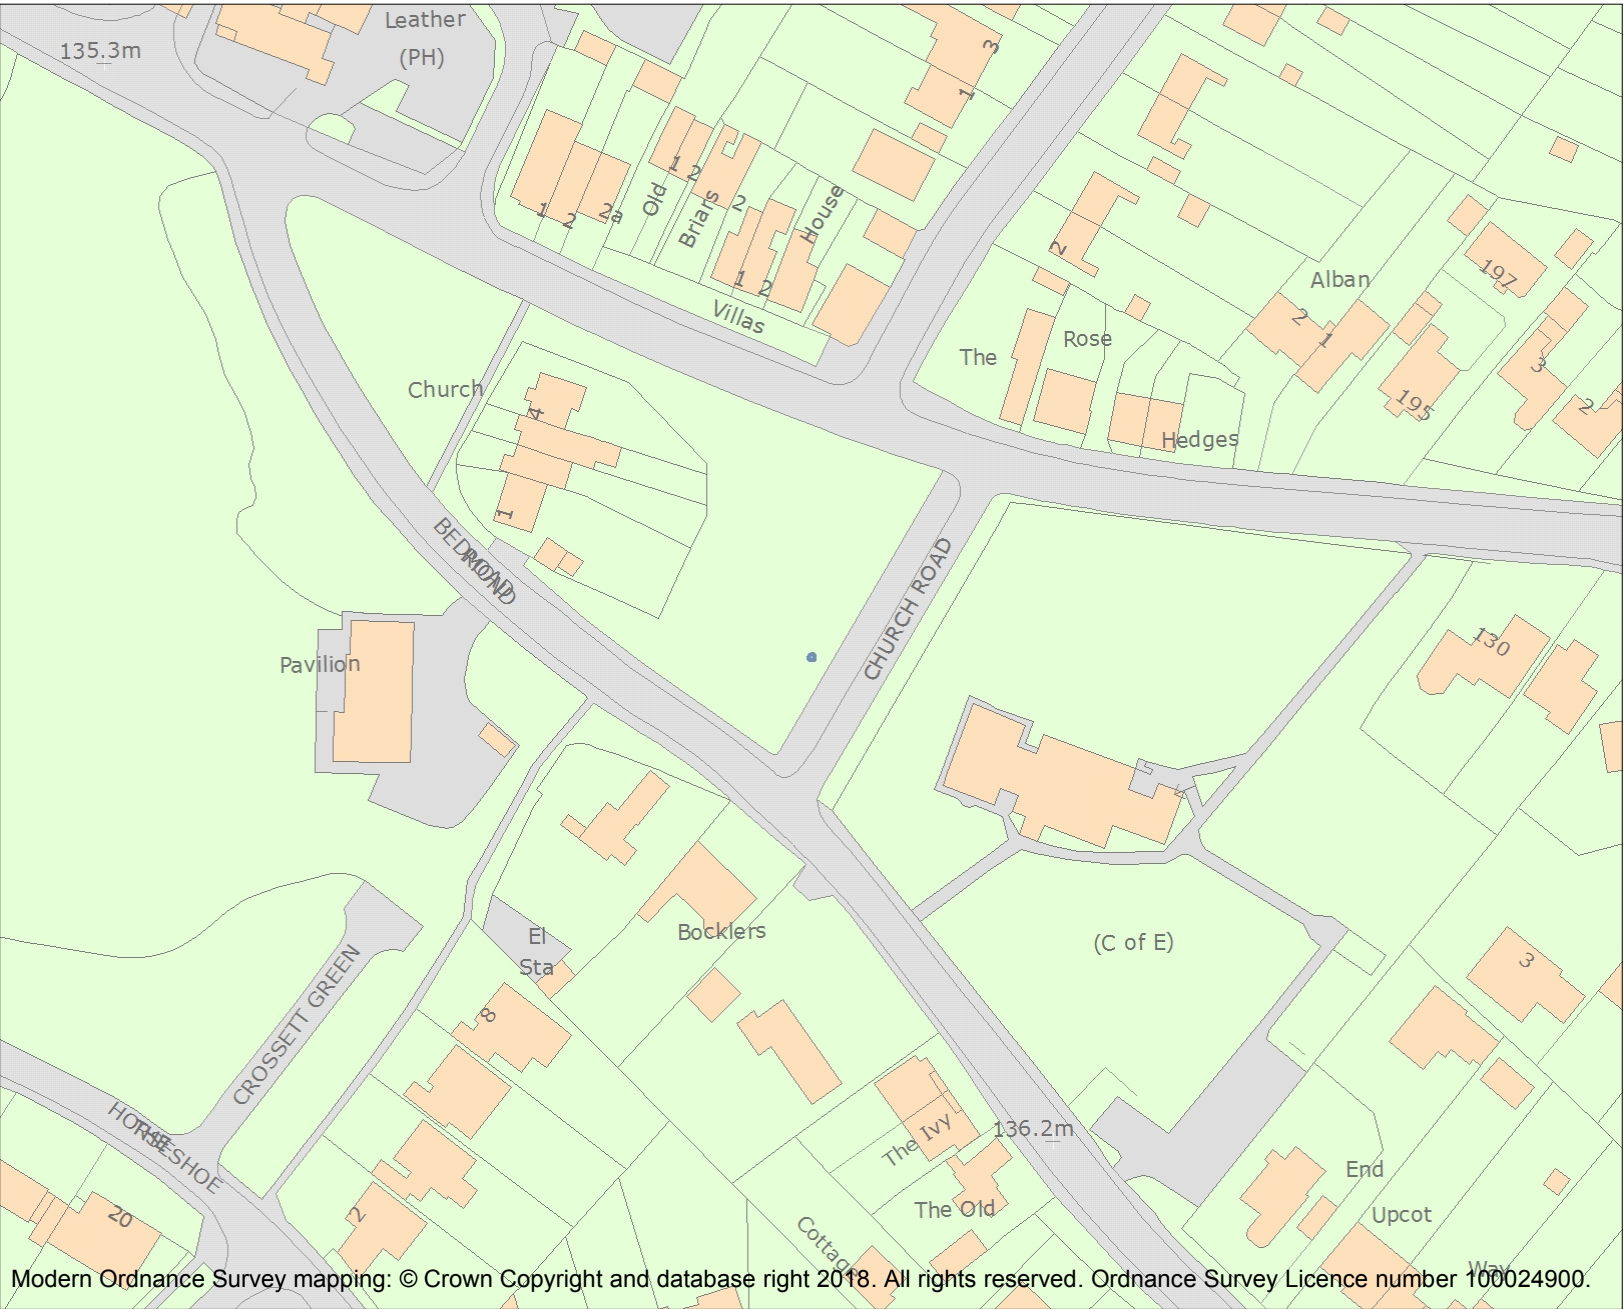 Leather
(PH)
135.3m
3
1
1
2
2a
Old
1
2
Briars
2
House
1
2
Villas
2
Alban
2
1
197
3
2
195
The
Rose
Hedges
Church
4
1
BEDMOND
ROAD
CHURCH ROAD
130
Pavilion
Bocklers
El
Sta
(C of E)
3
8
CROSSETT GREEN
THE
HORSESHOE
The Ivy
136.2m
The Old
End
Upcot
Way
Cottage
20
2
Modern Ordnance Survey mapping: © Crown Copyright and database right 2018. All rights reserved. Ordnance Survey Licence number 100024900.